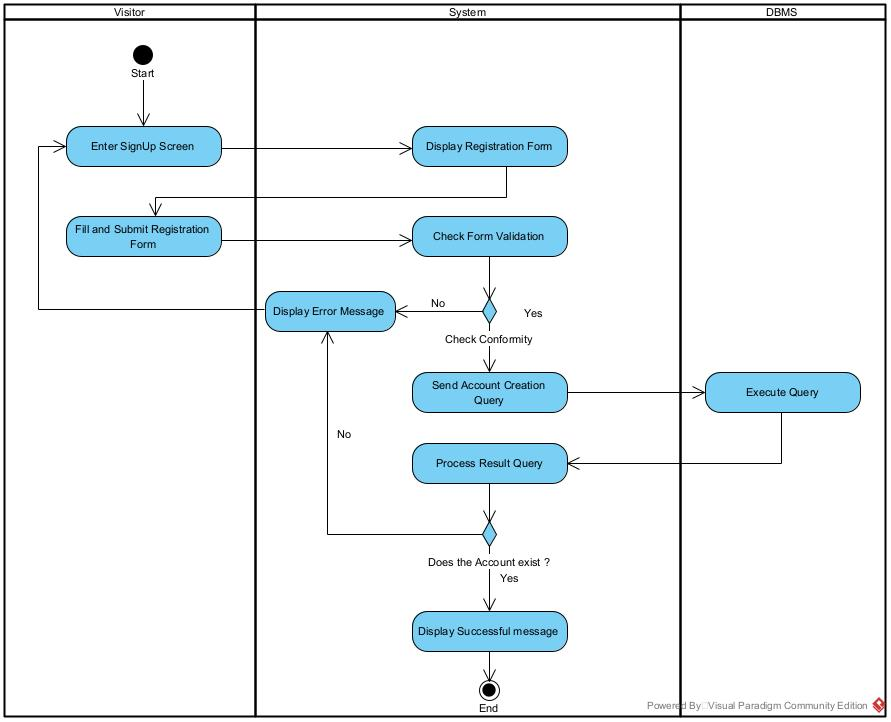 Visitor
System
DBMS
Start
Enter SignUp Screen
Display Registration Form
Fill and Submit Registration
Form
Check Form Validation
Display Error Message
No
Yes
Check Conformity
Send Account Creation
Query
Execute Query
No
Process Result Query
Does the Account exist ?
Yes
Display Successful message
End
Powered By Visual Paradigm Community Edition